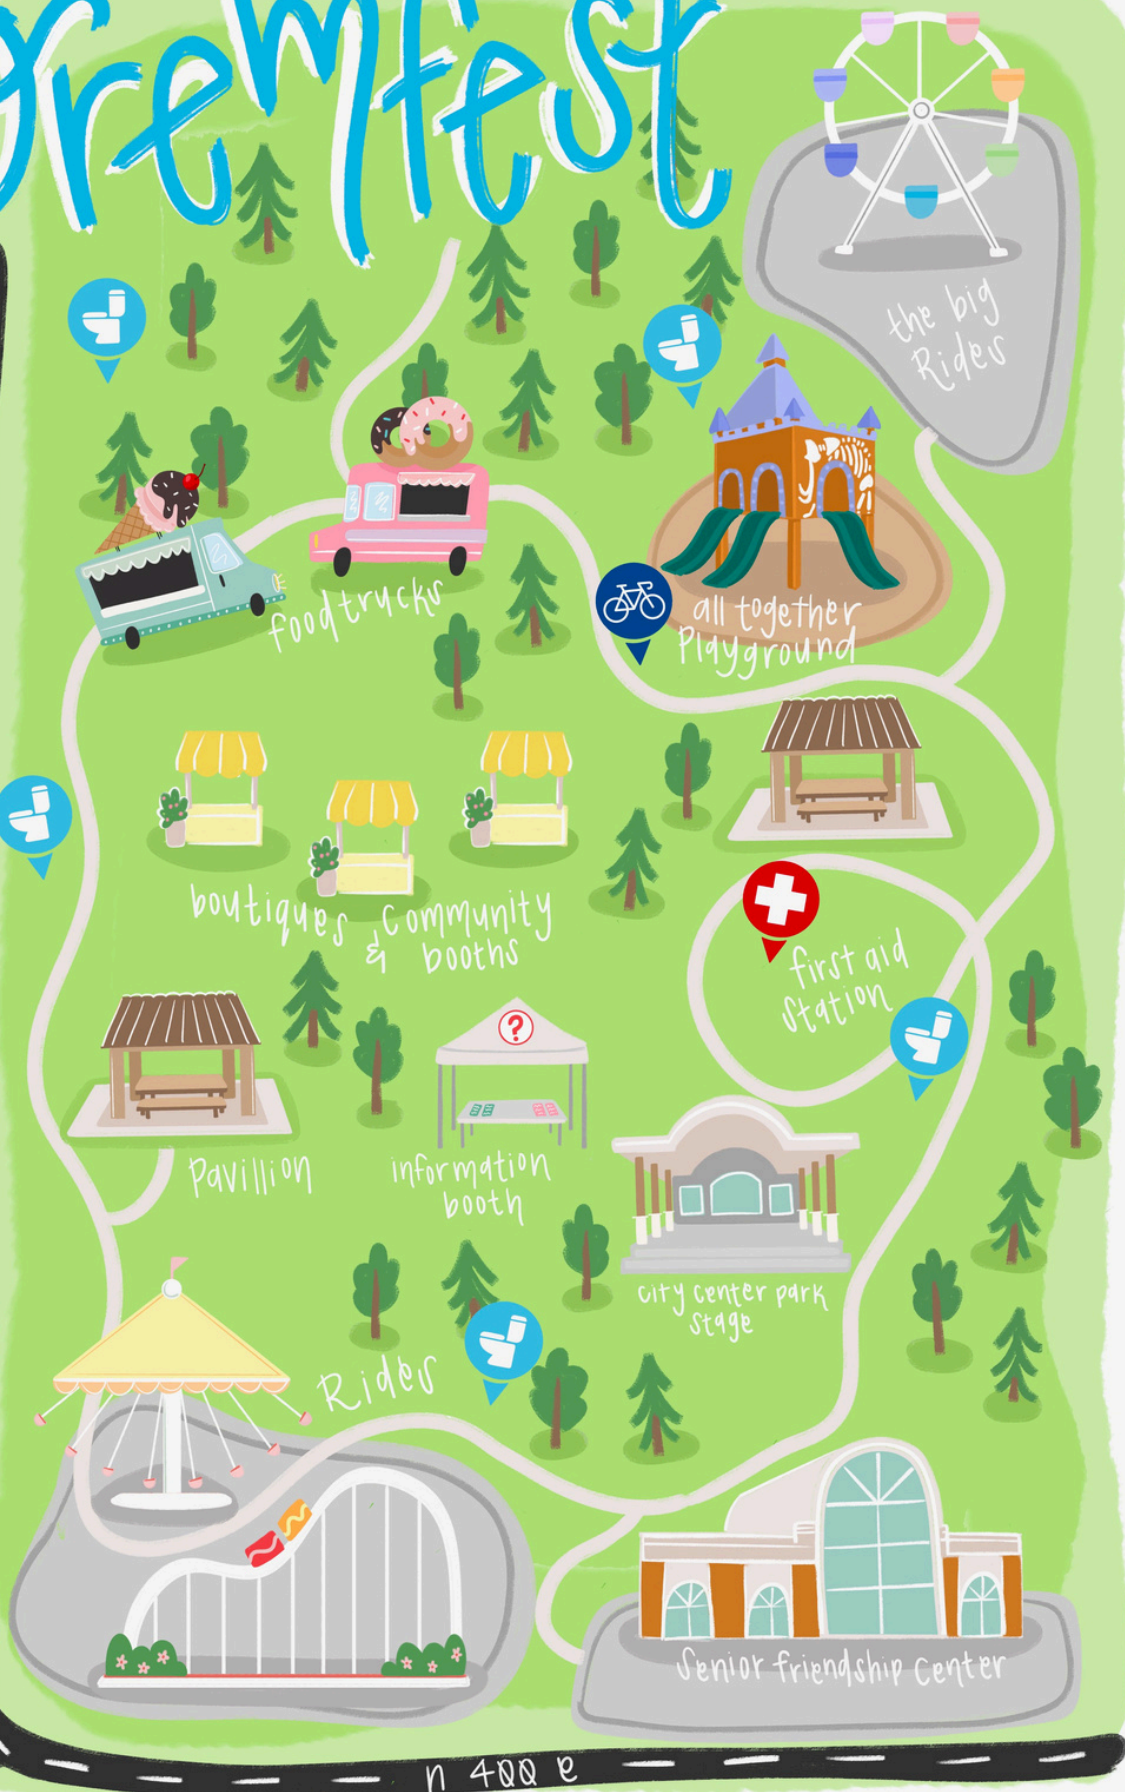 Gremfest
the big
Rides
food trucks
all together
Playground
boutiques & Community
booths
first aid
Station
?
Pavillion
information
booth
city center park
stage
Rides
Senior friendship Center
n 400 e